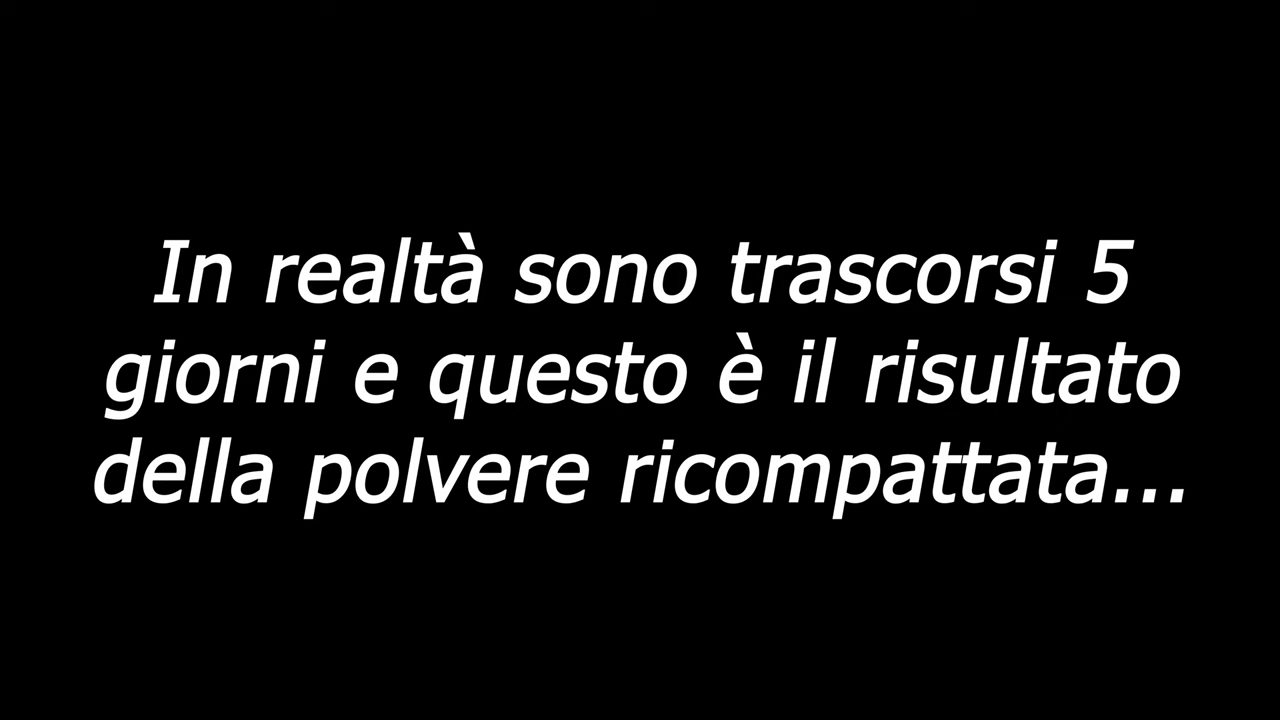 In realtà sono trascorsi 5
giorni e questo è il risultato
della polvere ricompattata...